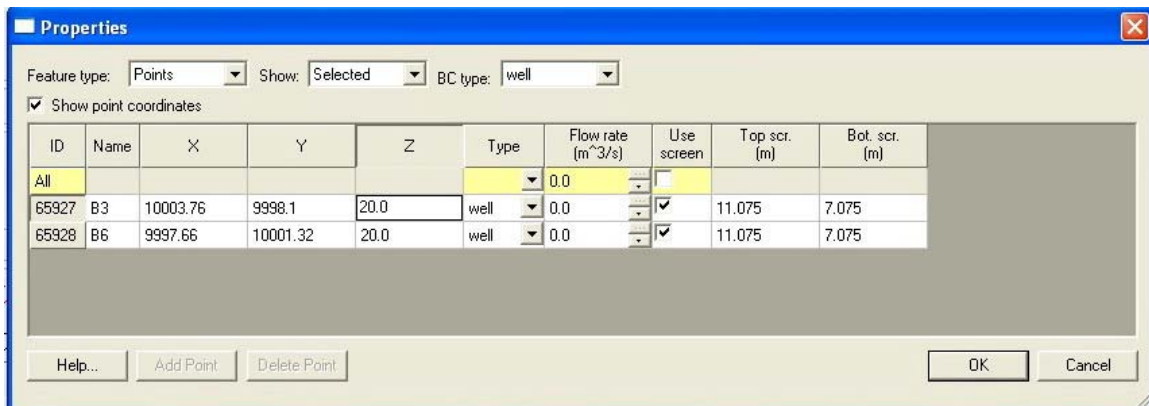 Properties
Feature type: Points Show: Selected BC type: well
Show point coordinates
ID Name X Y Z Type Flow rate (m^3/s) Use screen Top scr. (m) Bot. scr. (m)
All 0.0
65927 B3 10003.76 9998.1 20.0 well 0.0 11.075 7.075
65928 B6 9997.66 10001.32 20.0 well 0.0 11.075 7.075
Help... Add Point Delete Point OK Cancel